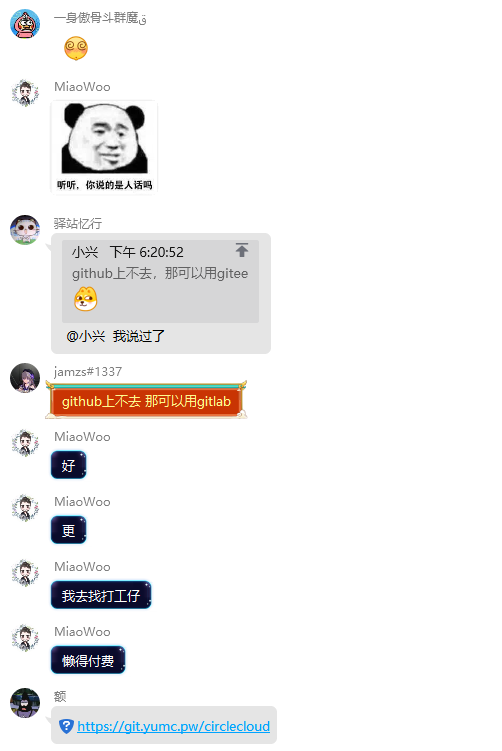 一身傲骨斗群魔ق
MiaoWoo
听听，你说的是人话吗
驿站忆行
小兴 下午 6:20:52
github上不去，那可以用gitee
@小兴 我说过了
jamzs#1337
github上不去 那可以用gitlab
MiaoWoo
好
MiaoWoo
更
MiaoWoo
我去找打工仔
MiaoWoo
懒得付费
额
https://git.yumc.pw/circlecloud